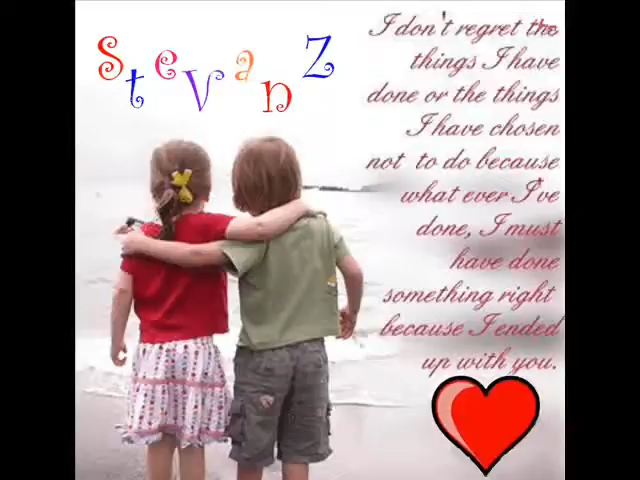 StevanZ
I don't regret the
things I have
done or the things
I have chosen
not to do because
what ever I've
done, I must
have done
something right
because I ended
up with you.